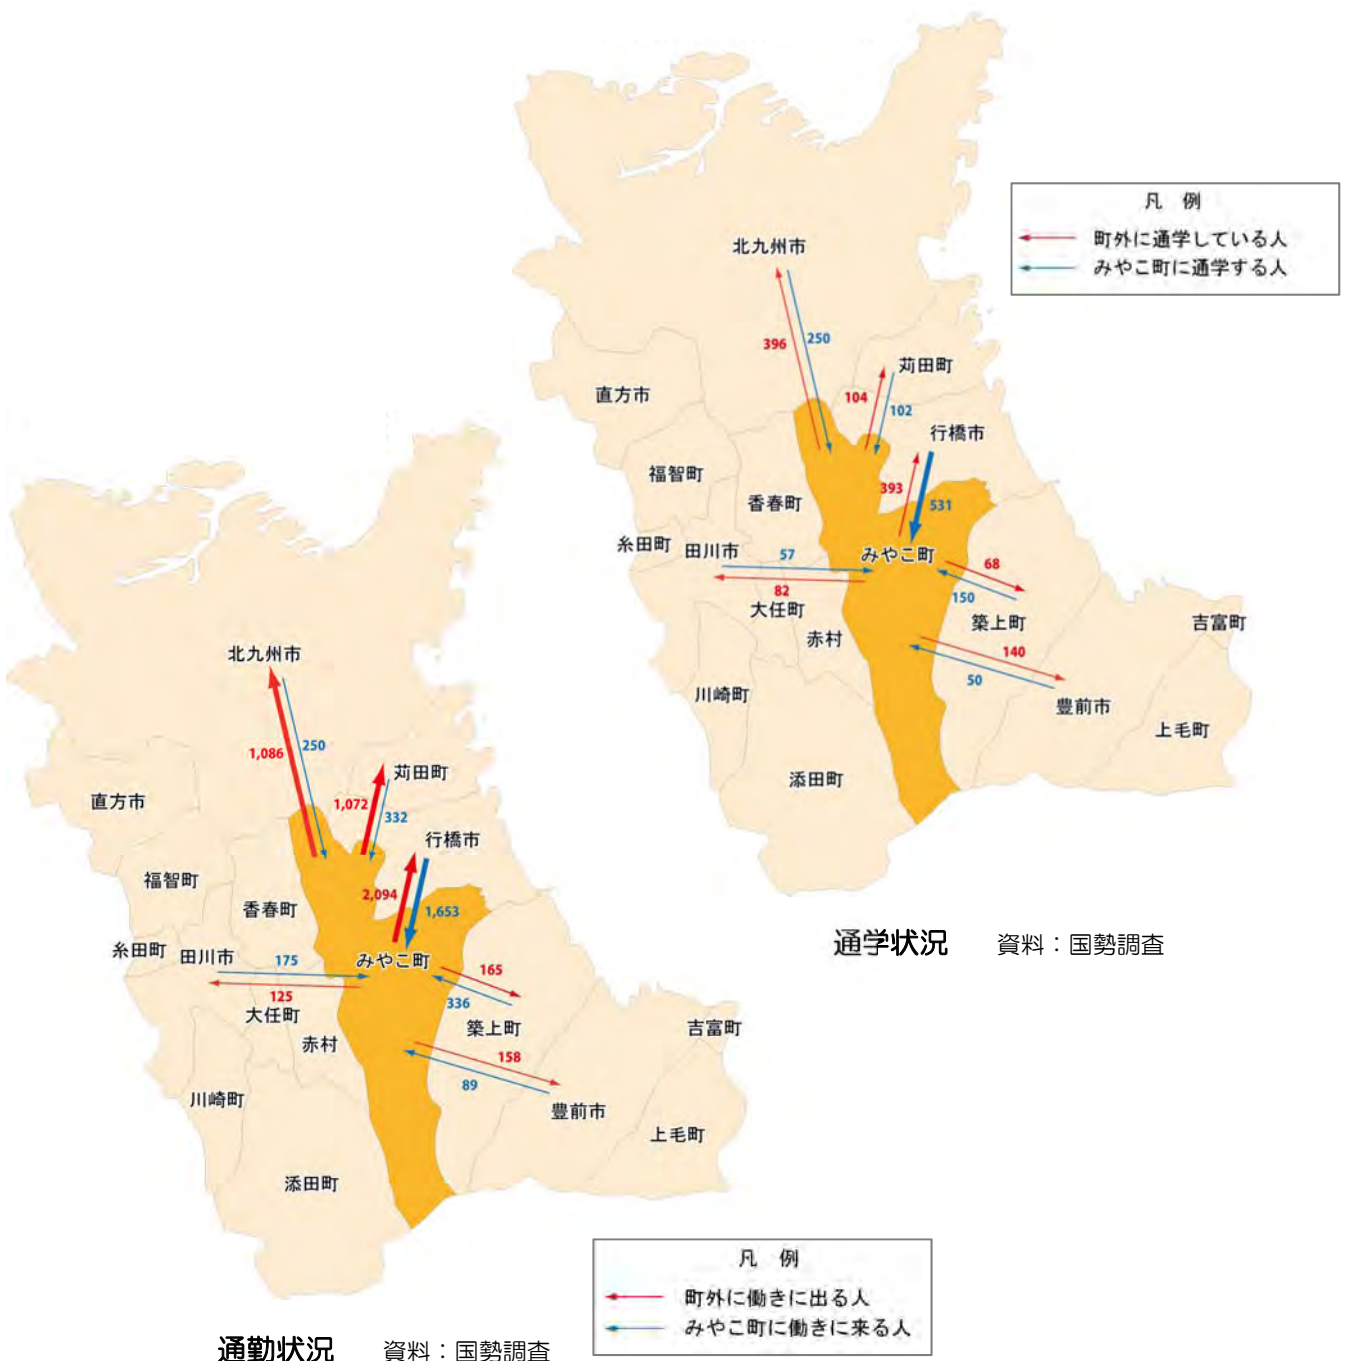 凡 例
町外に通学している人
みやこ町に通学する人
北九州市
396
250
苅田町
104
102
直方市
行橋市
福智町
香春町
393
531
糸田町
田川市
57
みやこ町
68
82
150
大任町
赤村
築上町
吉富町
140
50
川崎町
豊前市
上毛町
添田町
通学状況 資料：国勢調査
北九州市
1,086
250
苅田町
1,072
332
直方市
行橋市
福智町
香春町
2,094
1,653
糸田町
田川市
175
みやこ町
165
125
336
大任町
赤村
築上町
吉富町
158
89
川崎町
豊前市
上毛町
添田町
凡 例
町外に働きに出る人
みやこ町に働きに来る人
通勤状況 資料：国勢調査